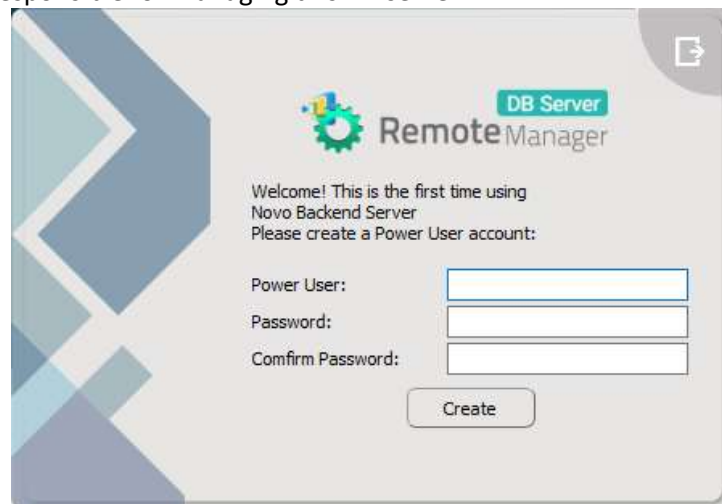 DB Server
Remote Manager
Welcome! This is the first time using
Novo Backend Server
Please create a Power User account:
Power User:
Password:
Comfirm Password:
Create